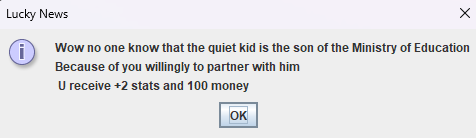 Lucky News
Wow no one know that the quiet kid is the son of the Ministry of Education
Because of you willingly to partner with him
U receive +2 stats and 100 money
OK